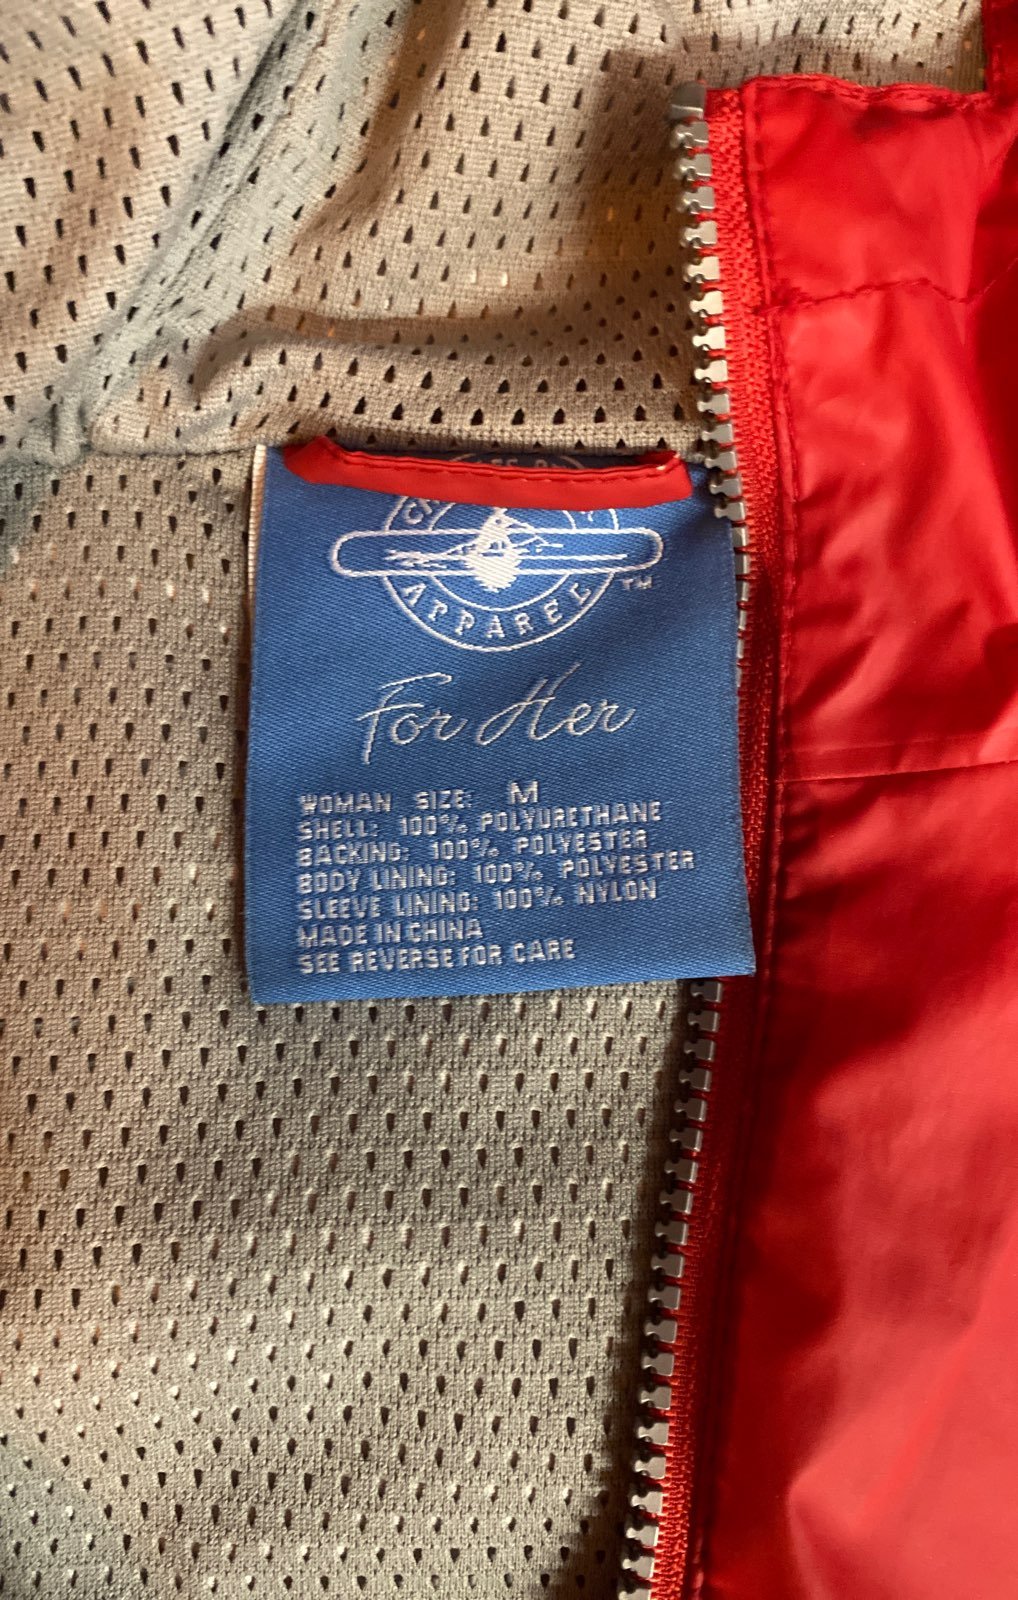 APPAREL
TM
For Her
WOMAN SIZE: M
SHELL: 100% POLYURETHANE
BACKING: 100% POLYESTER
BODY LINING: 100% POLYESTER
SLEEVE LINING: 100% NYLON
MADE IN CHINA
SEE REVERSE FOR CARE